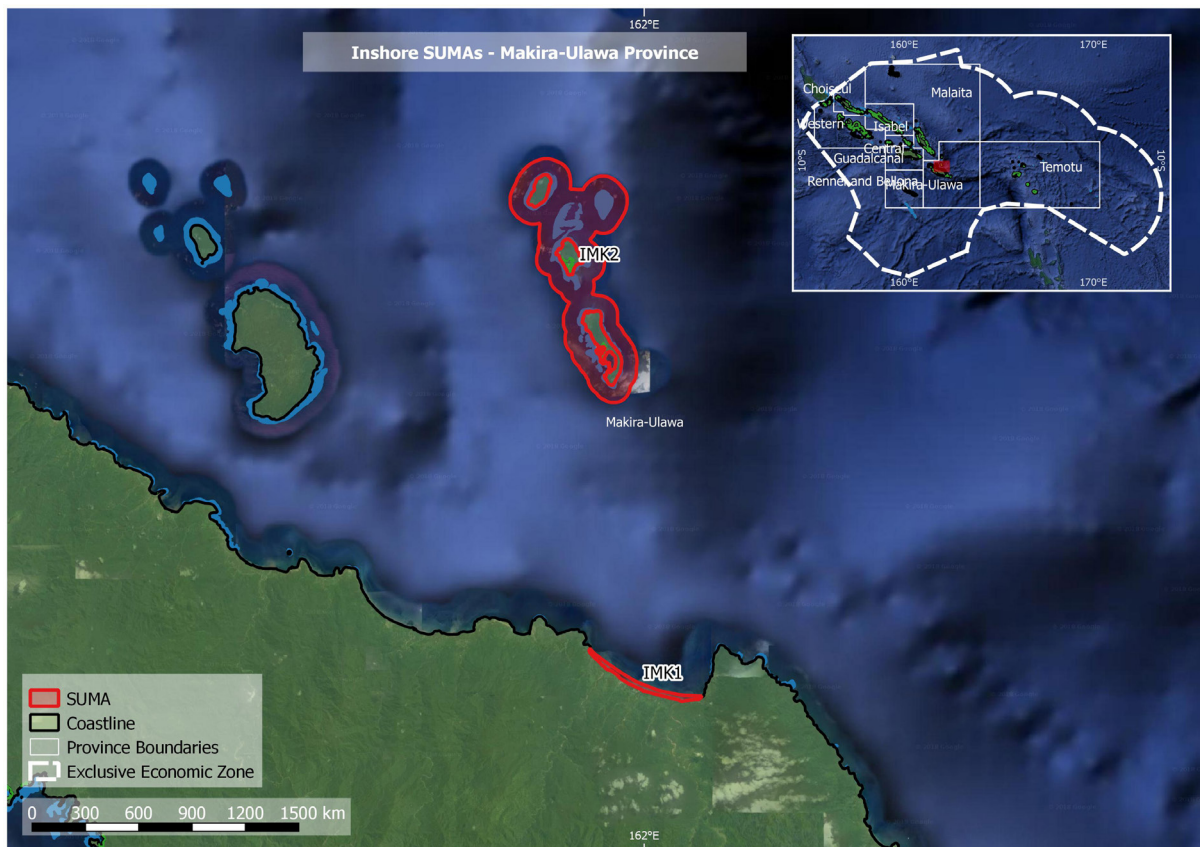 162°E
Inshore SUMAs - Makira-Ulawa Province
160°E
170°E
Choiseul
Malaita
Western
Isabel
Central
Guadalcanal
10°S
10°S
Temotu
Rennel and Bellona
Makira-Ulawa
160°E
170°E
IMK2
Makira-Ulawa
IMK1
SUMA
Coastline
Province Boundaries
Exclusive Economic Zone
0 300 600 900 1200 1500 km
162°E